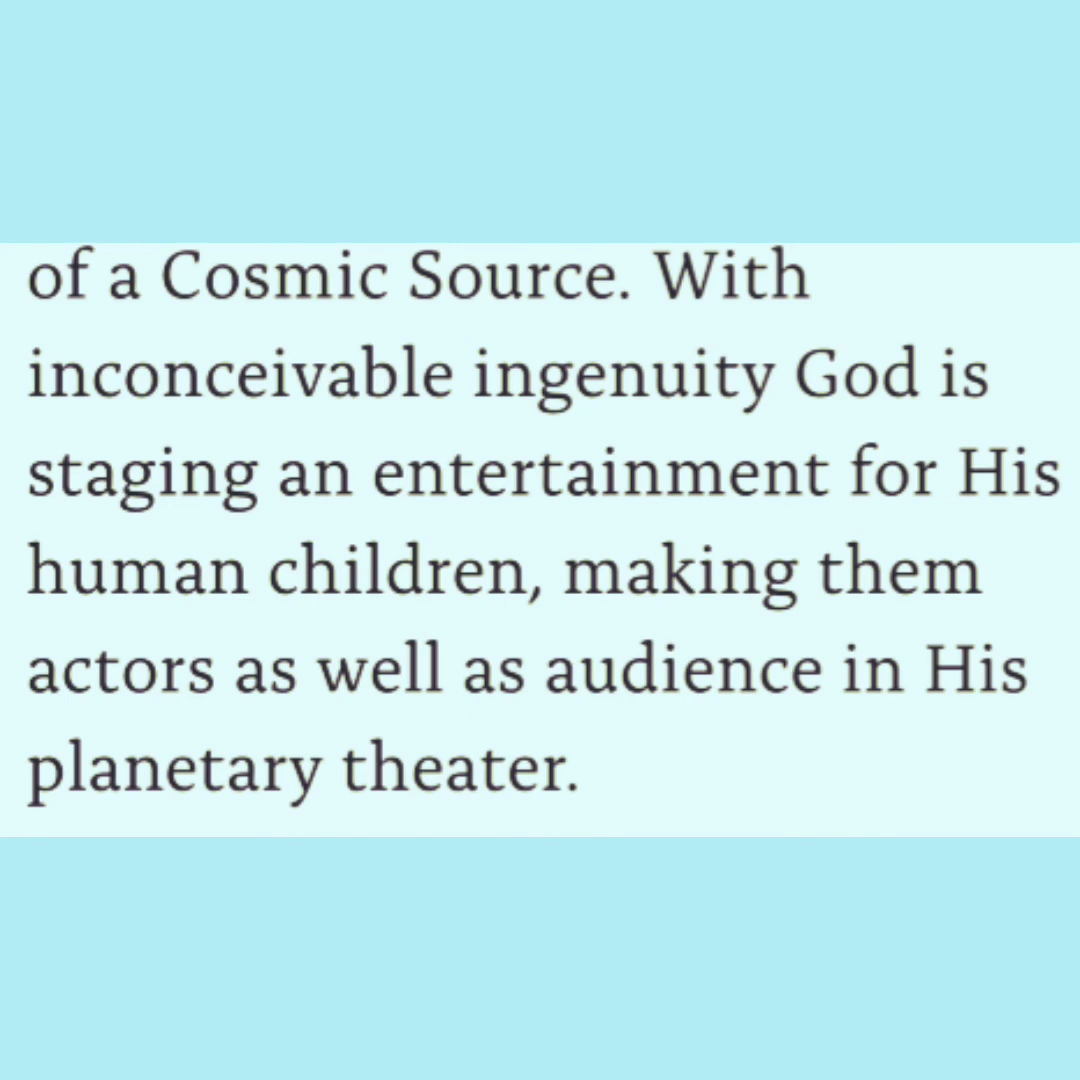 of a Cosmic Source. With
inconceivable ingenuity God is
staging an entertainment for His
human children, making them
actors as well as audience in His
planetary theater.